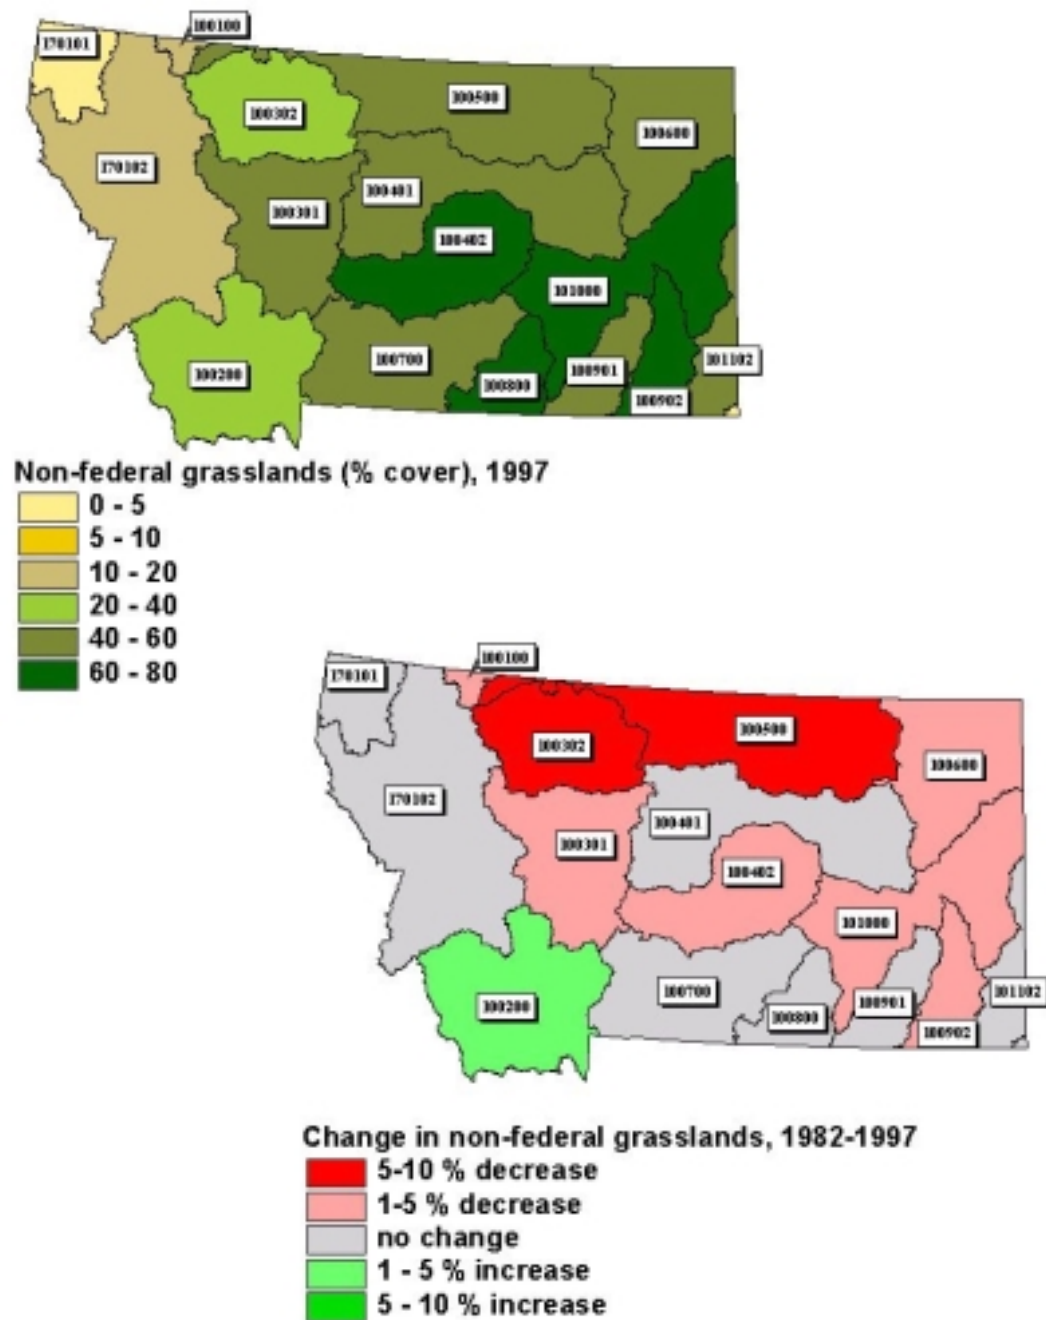 100100
170101
100302
100500
100600
170102
100401
100301
100402
101000
100700
101102
100901
100200
100800
100902
Non-federal grasslands (% cover), 1997
0 - 5
5 - 10
10 - 20
20 - 40
40 - 60
60 - 80
100100
170101
100302
100500
100600
170102
100401
100301
100402
101000
100700
101102
100901
100200
100800
100902
Change in non-federal grasslands, 1982-1997
5-10 % decrease
1-5 % decrease
no change
1 - 5 % increase
5 - 10 % increase